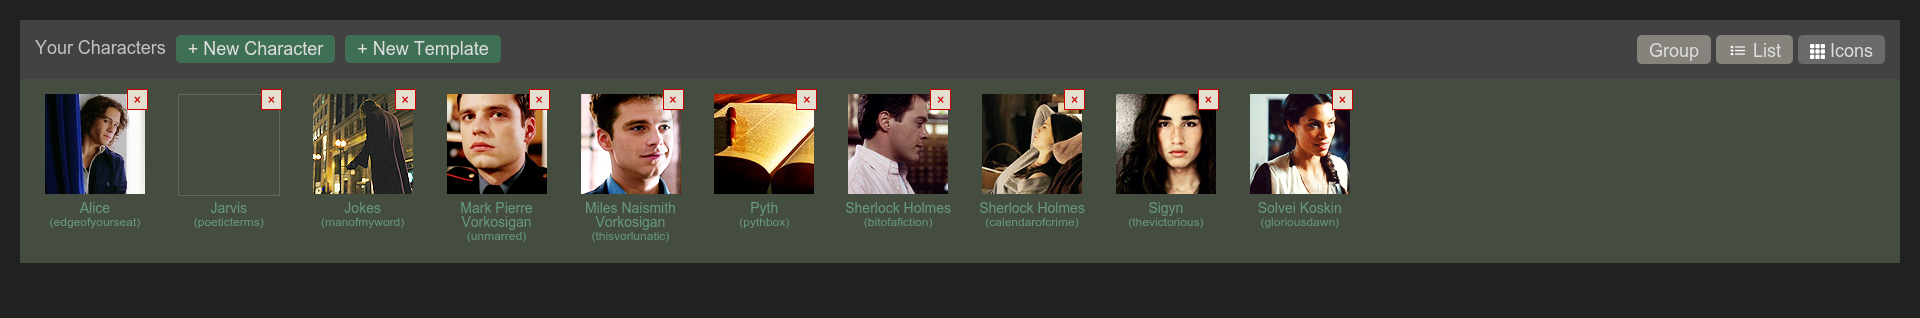 Your Characters + New Character + New Template Group List Icons
× × × × × × × × × ×
Alice Jarvis Jokes Mark Pierre Vorkosigan Miles Naismith Vorkosigan Pyth Sherlock Holmes Sherlock Holmes Sigyn Solvei Koskin
(edgeofyourseat) (poeticterms) (manofmyword) (unmarred) (thisvorlunatic) (pythbox) (bitofafiction) (calendarofcrime) (thevictorious) (gloriousdawn)